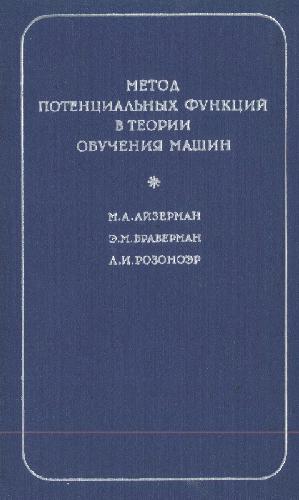 МЕТОД
ПОТЕНЦИАЛЬНЫХ ФУНКЦИЙ
В ТЕОРИИ
ОБУЧЕНИЯ МАШИН
*
М.А.АЙЗЕРМАН
Э.М.БРАВЕРМАН
Л.И.РОЗОНОЭР